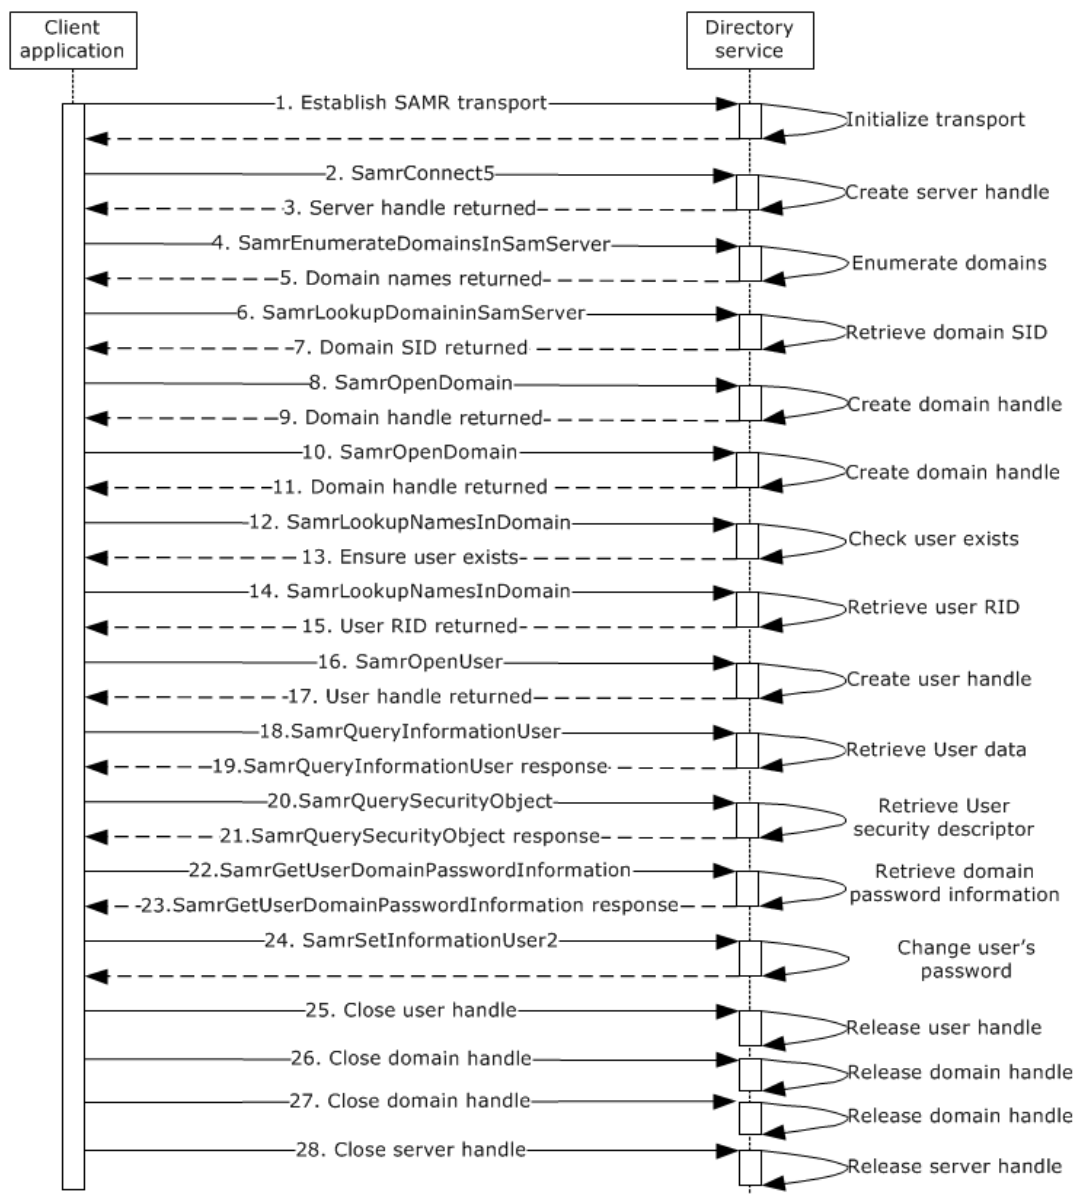 Client
application
Directory
service
1. Establish SAMR transport
Initialize transport
2. SamrConnect5
Create server handle
3. Server handle returned
4. SamrEnumerateDomainsInSamServer
Enumerate domains
5. Domain names returned
6. SamrLookupDomaininSamServer
Retrieve domain SID
7. Domain SID returned
8. SamrOpenDomain
Create domain handle
9. Domain handle returned
10. SamrOpenDomain
Create domain handle
11. Domain handle returned
12. SamrLookupNamesInDomain
Check user exists
13. Ensure user exists
14. SamrLookupNamesInDomain
Retrieve user RID
15. User RID returned
16. SamrOpenUser
Create user handle
17. User handle returned
18.SamrQueryInformationUser
Retrieve User data
19.SamrQueryInformationUser response
20.SamrQuerySecurityObject
Retrieve User
security descriptor
21.SamrQuerySecurityObject response
22.SamrGetUserDomainPasswordInformation
Retrieve domain
password information
23.SamrGetUserDomainPasswordInformation response
24. SamrSetInformationUser2
Change user's
password
25. Close user handle
Release user handle
26. Close domain handle
Release domain handle
27. Close domain handle
Release domain handle
28. Close server handle
Release server handle